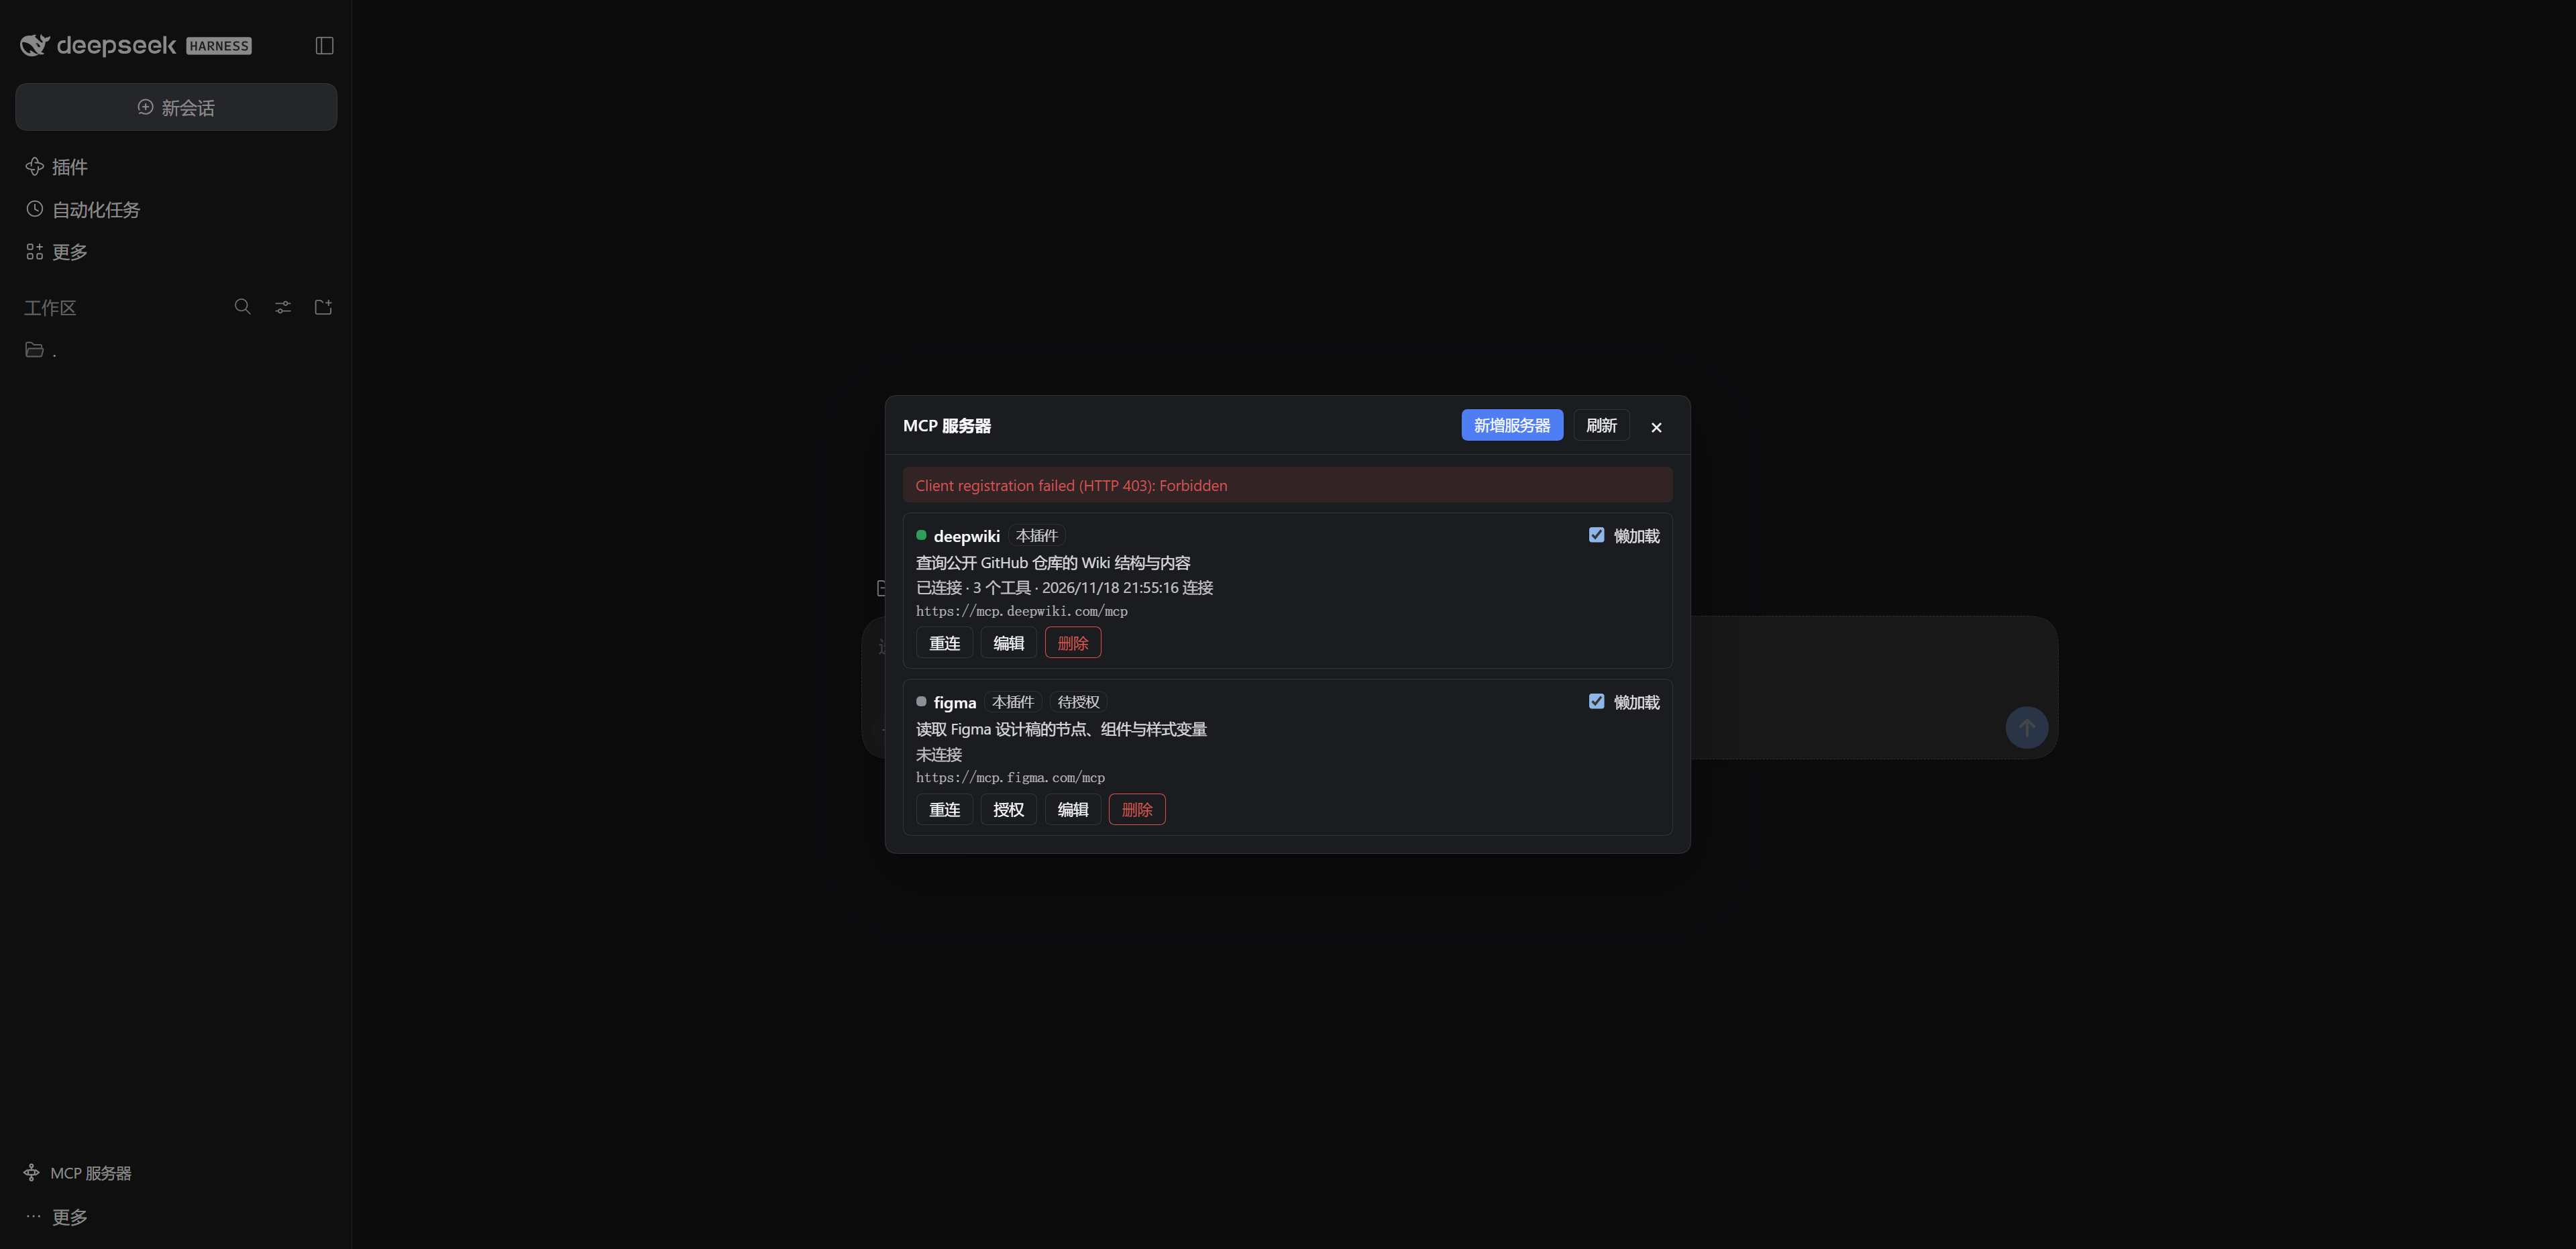 deepseek HARNESS
新会话
插件
自动化任务
更多
工作区
.
MCP 服务器
更多
MCP 服务器
新增服务器
刷新
Client registration failed (HTTP 403): Forbidden
deepwiki 本插件
懒加载
查询公开 GitHub 仓库的 Wiki 结构与内容
已连接 · 3 个工具 · 2026/11/18 21:55:16 连接
https://mcp.deepwiki.com/mcp
重连 编辑 删除
figma 本插件 待授权
懒加载
读取 Figma 设计稿的节点、组件与样式变量
未连接
https://mcp.figma.com/mcp
重连 授权 编辑 删除